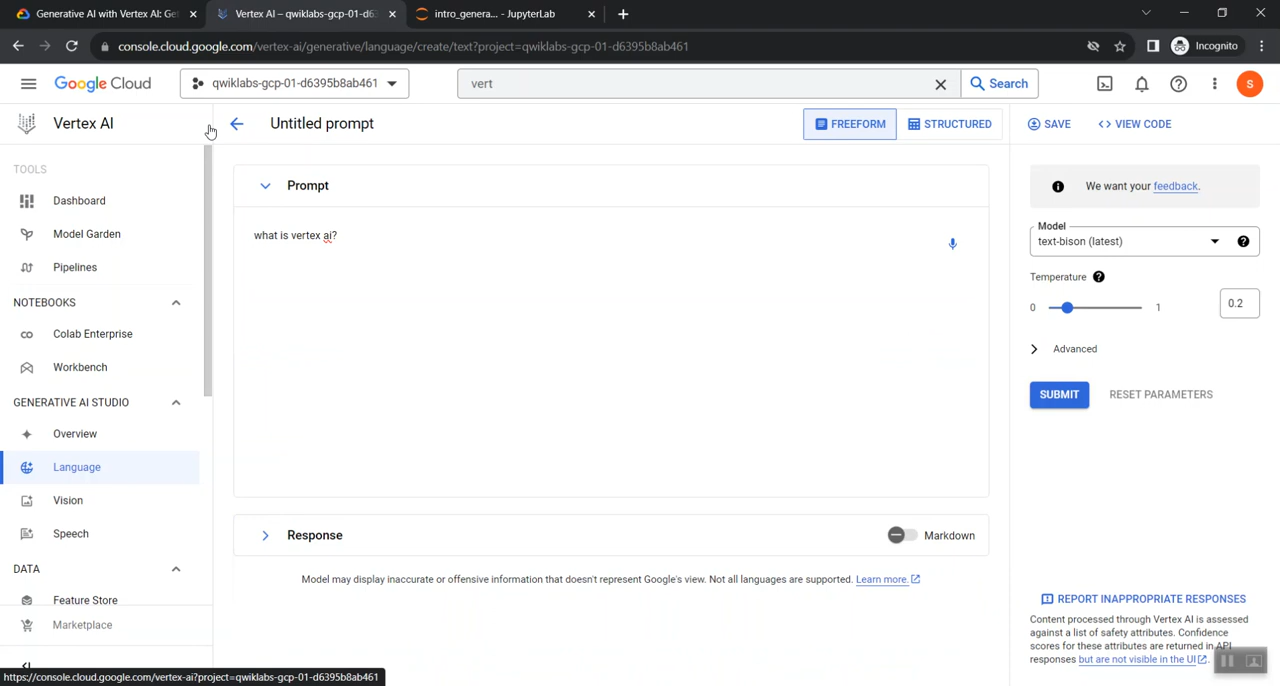 Generative AI with Vertex AI: Get
Vertex AI – qwiklabs-gcp-01-d63
intro_genera... - JupyterLab
console.cloud.google.com/vertex-ai/generative/language/create/text?project=qwiklabs-gcp-01-d6395b8ab461
Incognito
Google Cloud
qwiklabs-gcp-01-d6395b8ab461
vert
Search
S
Vertex AI
Untitled prompt
FREEFORM
STRUCTURED
SAVE
<> VIEW CODE
TOOLS
Dashboard
Model Garden
Pipelines
NOTEBOOKS
Colab Enterprise
Workbench
GENERATIVE AI STUDIO
Overview
Language
Vision
Speech
DATA
Feature Store
Marketplace
Prompt
what is vertex ai?
Response
Markdown
Model may display inaccurate or offensive information that doesn't represent Google's view. Not all languages are supported. Learn more.
We want your feedback.
Model
text-bison (latest)
Temperature
0
1
0.2
Advanced
SUBMIT
RESET PARAMETERS
REPORT INAPPROPRIATE RESPONSES
Content processed through Vertex AI is assessed
against a list of safety attributes. Confidence
scores for these attributes are returned in API
responses but are not visible in the UI
https://console.cloud.google.com/vertex-ai?project=qwiklabs-gcp-01-d6395b8ab461